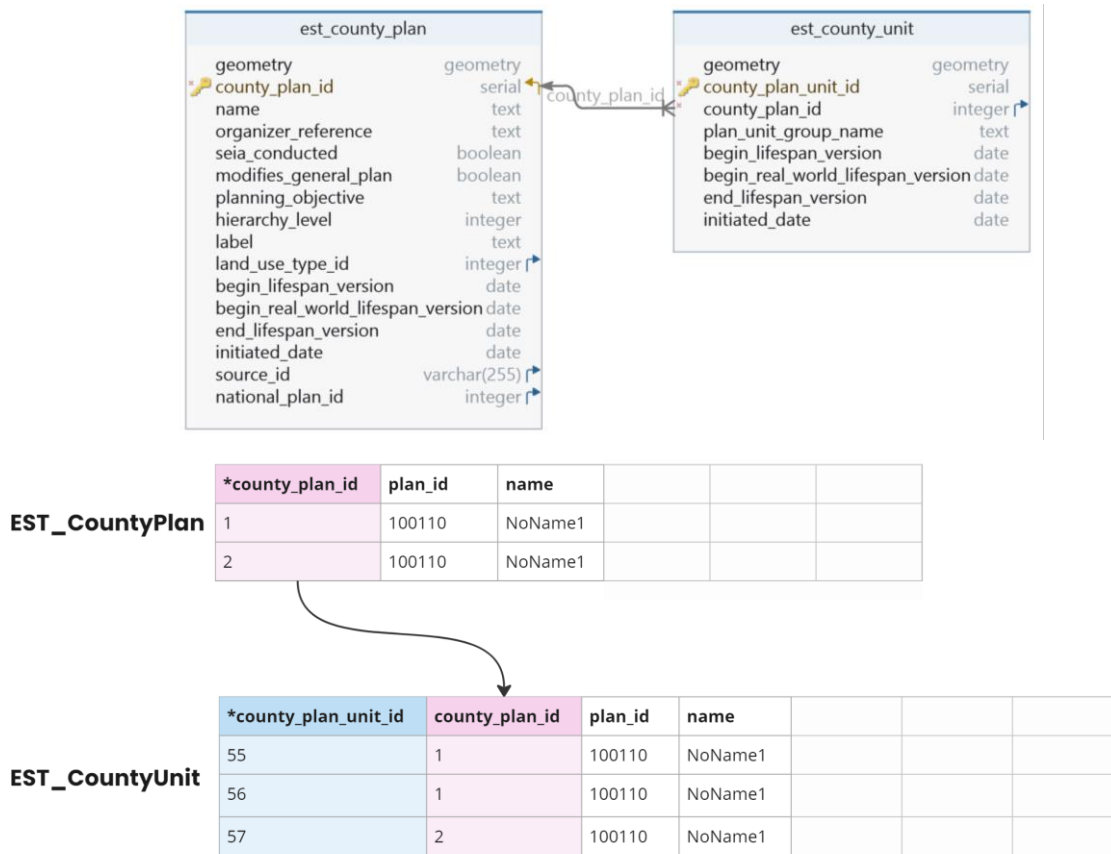 est_county_plan
geometry geometry
county_plan_id serial
name text
organizer_reference text
seia_conducted boolean
modifies_general_plan boolean
planning_objective text
hierarchy_level integer
label text
land_use_type_id integer
begin_lifespan_version date
begin_real_world_lifespan_version date
end_lifespan_version date
initiated_date date
source_id varchar(255)
national_plan_id integer
county_plan_id
est_county_unit
geometry geometry
county_plan_unit_id serial
county_plan_id integer
plan_unit_group_name text
begin_lifespan_version date
begin_real_world_lifespan_version date
end_lifespan_version date
initiated_date date
EST_CountyPlan
*county_plan_id plan_id name
1 100110 NoName1
2 100110 NoName1
EST_CountyUnit
*county_plan_unit_id county_plan_id plan_id name
55 1 100110 NoName1
56 1 100110 NoName1
57 2 100110 NoName1